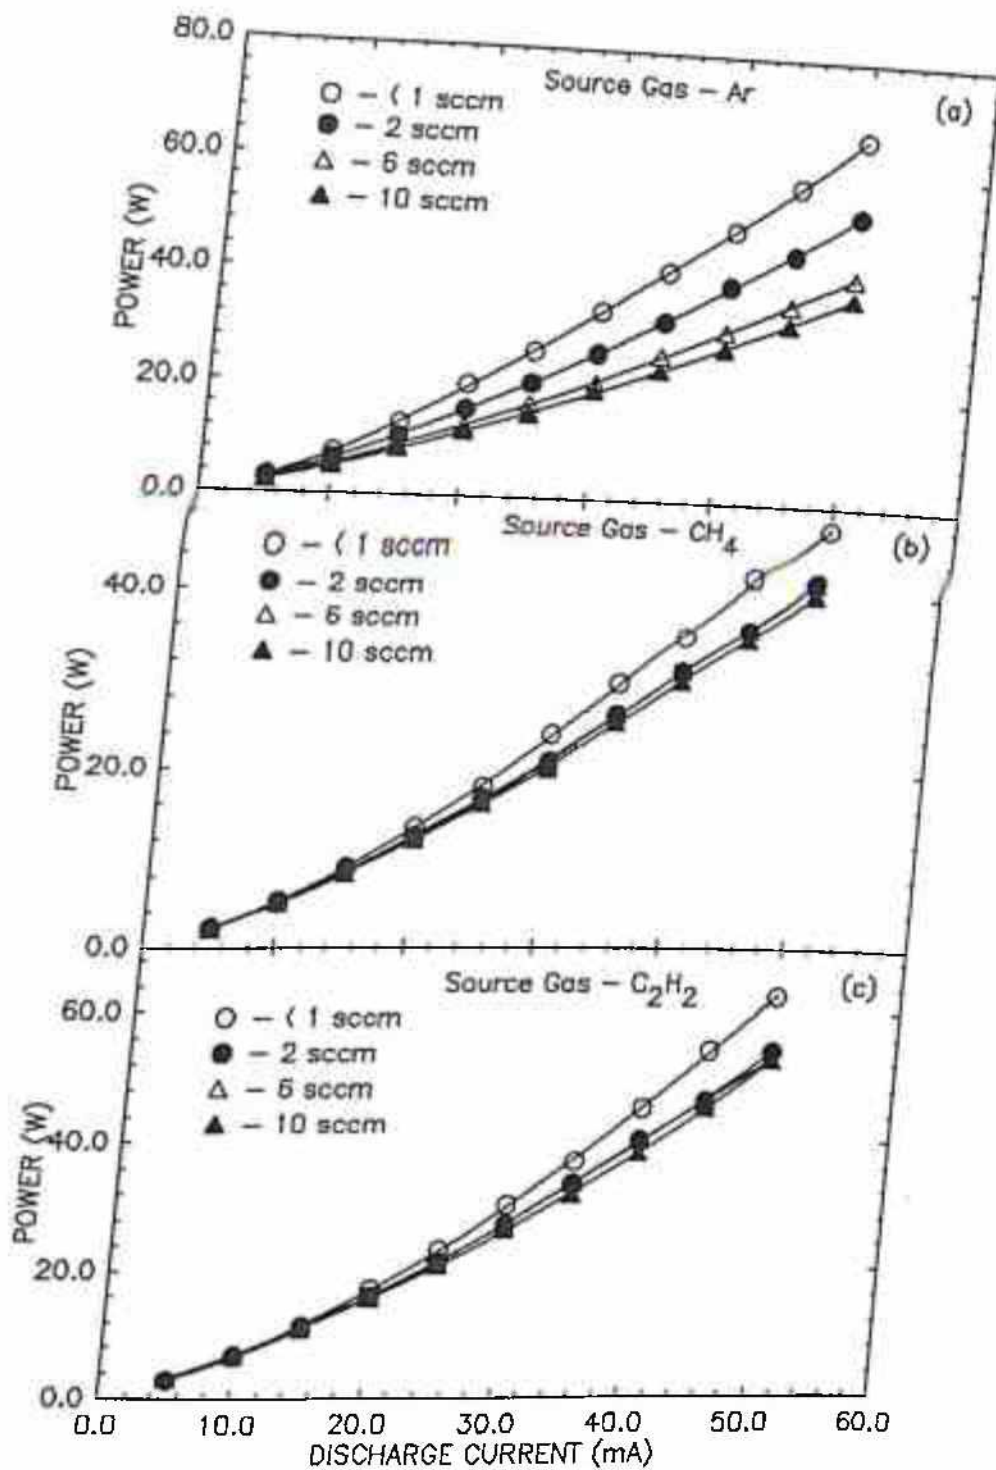 80.0
Source Gas – Ar
(a)
○ – < 1 sccm
● – 2 sccm
△ – 6 sccm
▲ – 10 sccm
60.0
40.0
20.0
0.0
POWER (W)
Source Gas – CH4
(b)
○ – < 1 sccm
● – 2 sccm
△ – 6 sccm
▲ – 10 sccm
40.0
20.0
0.0
POWER (W)
Source Gas – C2H2
(c)
○ – < 1 sccm
● – 2 sccm
△ – 6 sccm
▲ – 10 sccm
60.0
40.0
20.0
0.0
POWER (W)
0.0 10.0 20.0 30.0 40.0 50.0 60.0
DISCHARGE CURRENT (mA)